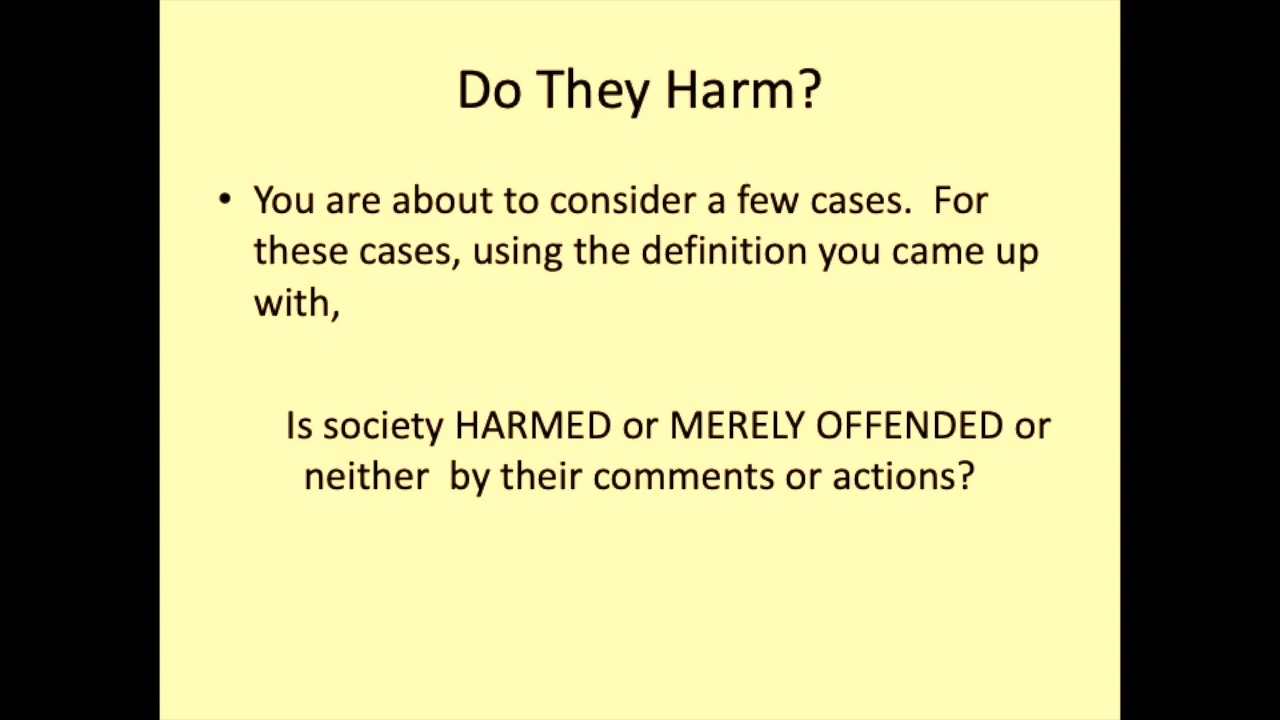 Do They Harm?
• You are about to consider a few cases.  For
these cases, using the definition you came up
with,
Is society HARMED or MERELY OFFENDED or
neither  by their comments or actions?